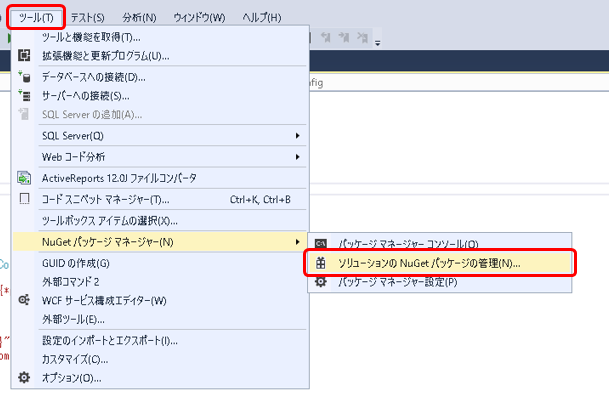 ツール(T) テスト(S) 分析(N) ウィンドウ(W) ヘルプ(H)
ツールと機能を取得(T)...
拡張機能と更新プログラム(U)...
nfig
データベースへの接続(D)...
サーバーへの接続(S)...
SQL Server の追加(A)...
SQL Server(Q)
Web コード分析
ActiveReports 12.0J ファイルコンバータ
コード スニペット マネージャー(T)... Ctrl+K, Ctrl+B
ツールボックス アイテムの選択(X)...
NuGet パッケージ マネージャー(N)
パッケージ マネージャー コンソール(O)
GUID の作成(G)
ソリューションの NuGet パッケージの管理(N)...
Co
外部コマンド 2
パッケージ マネージャー設定(P)
{*
WCF サービス構成エディター(W)
外部ツール(E)...
設定のインポートとエクスポート(I)...
}"
カスタマイズ(C)...
om
オプション(O)...